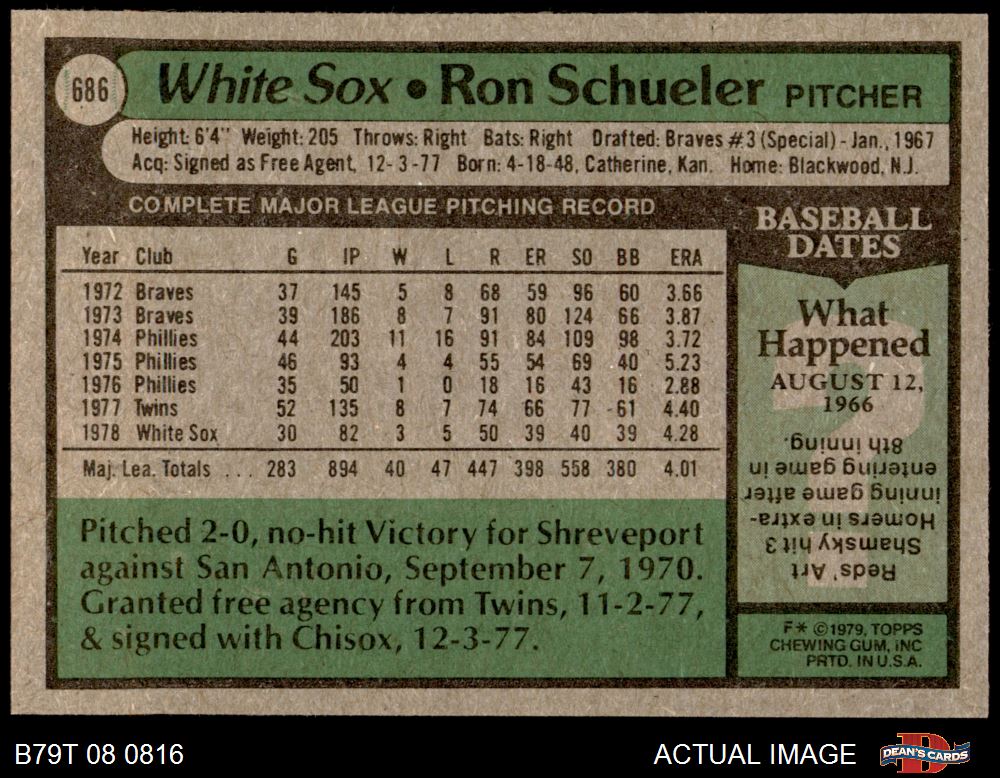 686
White Sox • Ron Schueler PITCHER
Height: 6'4" Weight: 205 Throws: Right Bats: Right Drafted: Braves #3 (Special) - Jan., 1967
Acq: Signed as Free Agent, 12-3-77 Born: 4-18-48, Catherine, Kan. Home: Blackwood, N.J.
COMPLETE MAJOR LEAGUE PITCHING RECORD
Year Club G IP W L R ER SO BB ERA
1972 Braves 37 145 5 8 68 59 96 60 3.66
1973 Braves 39 186 8 7 91 80 124 66 3.87
1974 Phillies 44 203 11 16 91 84 109 98 3.72
1975 Phillies 46 93 4 4 55 54 69 40 5.23
1976 Phillies 35 50 1 0 18 16 43 16 2.88
1977 Twins 52 135 8 7 74 66 77 61 4.40
1978 White Sox 30 82 3 5 50 39 40 39 4.28
Maj. Lea. Totals ... 283 894 40 47 447 398 558 380 4.01
Pitched 2-0, no-hit Victory for Shreveport
against San Antonio, September 7, 1970.
Granted free agency from Twins, 11-2-77,
& signed with Chisox, 12-3-77.
BASEBALL
DATES
What
Happened
AUGUST 12,
1966
Reds' Art
Shamsky hit 3
Homers in extra-
inning game after
entering game in
8th inning.
F* ©1979, TOPPS
CHEWING GUM, INC
PRTD. IN U.S.A.
B79T 08 0816
ACTUAL IMAGE
DEAN'S CARDS